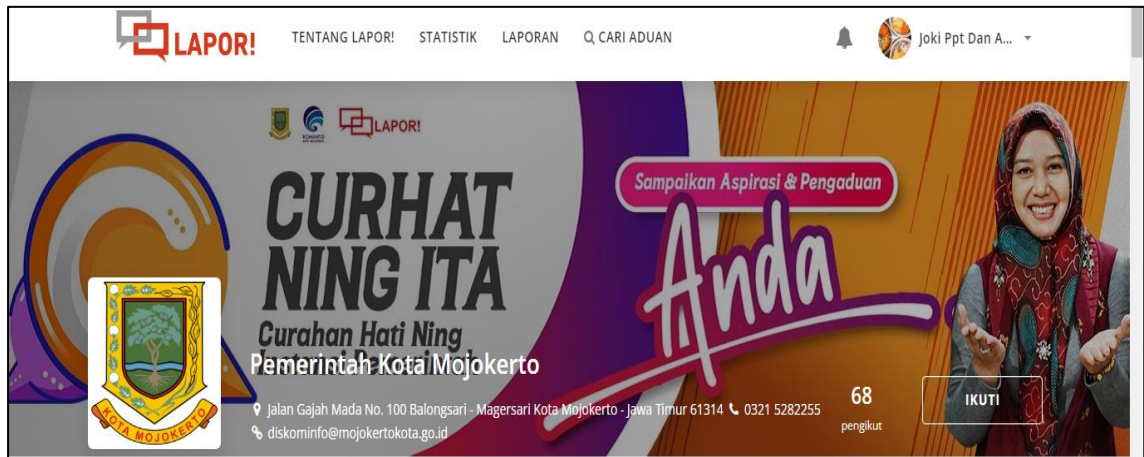 LAPOR!
TENTANG LAPOR! STATISTIK LAPORAN CARI ADUAN
Joki Ppt Dan A...
KOMINFO
LAPOR!
CURHAT
NING ITA
Curahan Hati Ning
Sampaikan Aspirasi & Pengaduan
Anda
Pemerintah Kota Mojokerto
Jalan Gajah Mada No. 100 Balongsari - Magersari Kota Mojokerto - Jawa Timur 61314 0321 5282255
diskominfo@mojokertokota.go.id
KOTA MOJOKERTO
68
pengikut
IKUTI